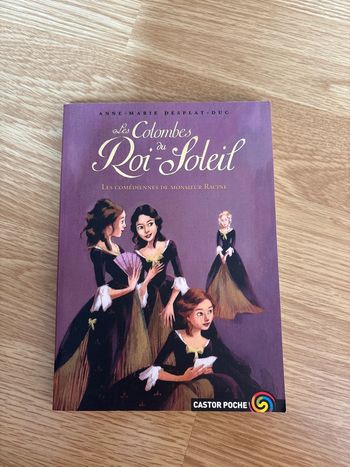 ANNE-MARIE DESPLAT-DUC
Les Colombes
du
Roi-Soleil
LES COMÉDIENNES DE MONSIEUR RACINE
CASTOR POCHE